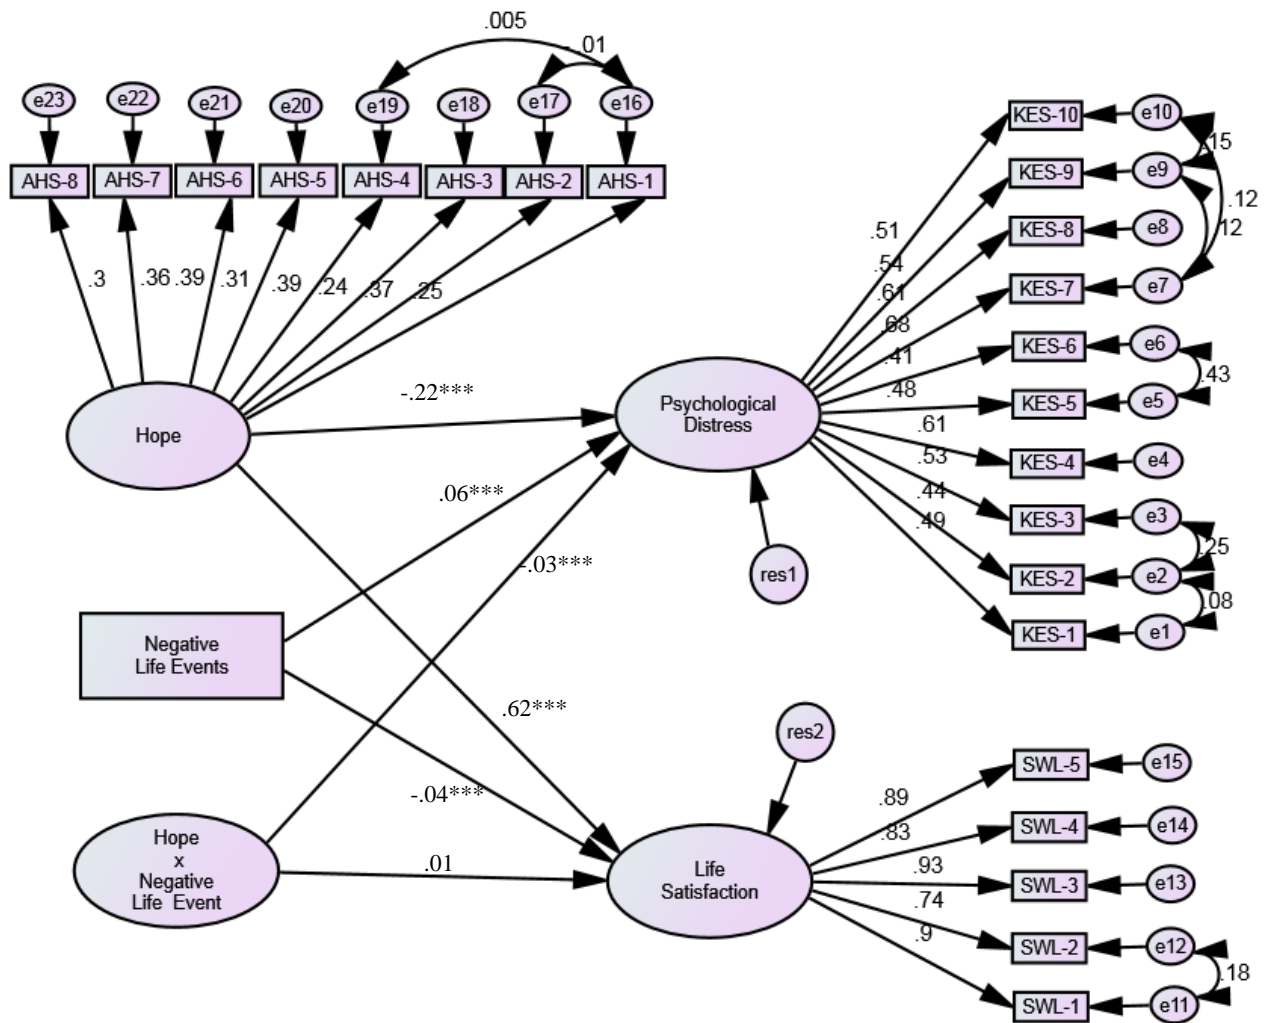 .005
-.01
e23
e22
e21
e20
e19
e18
e17
e16
AHS-8
AHS-7
AHS-6
AHS-5
AHS-4
AHS-3
AHS-2
AHS-1
.3
.36
.39
.31
.39
.24
.37
.25
Hope
-.22***
.06***
-.03***
Negative
Life Events
.62***
-.04***
Hope
x
Negative
Life Event
.01
Psychological
Distress
res1
res2
Life
Satisfaction
.51
.54
.61
.68
.41
.48
.61
.53
.44
.49
KES-10
e10
KES-9
e9
KES-8
e8
KES-7
e7
KES-6
e6
KES-5
e5
KES-4
e4
KES-3
e3
KES-2
e2
KES-1
e1
.15
.12
.12
.43
.25
.08
.89
.83
.93
.74
.9
SWL-5
e15
SWL-4
e14
SWL-3
e13
SWL-2
e12
SWL-1
e11
.18